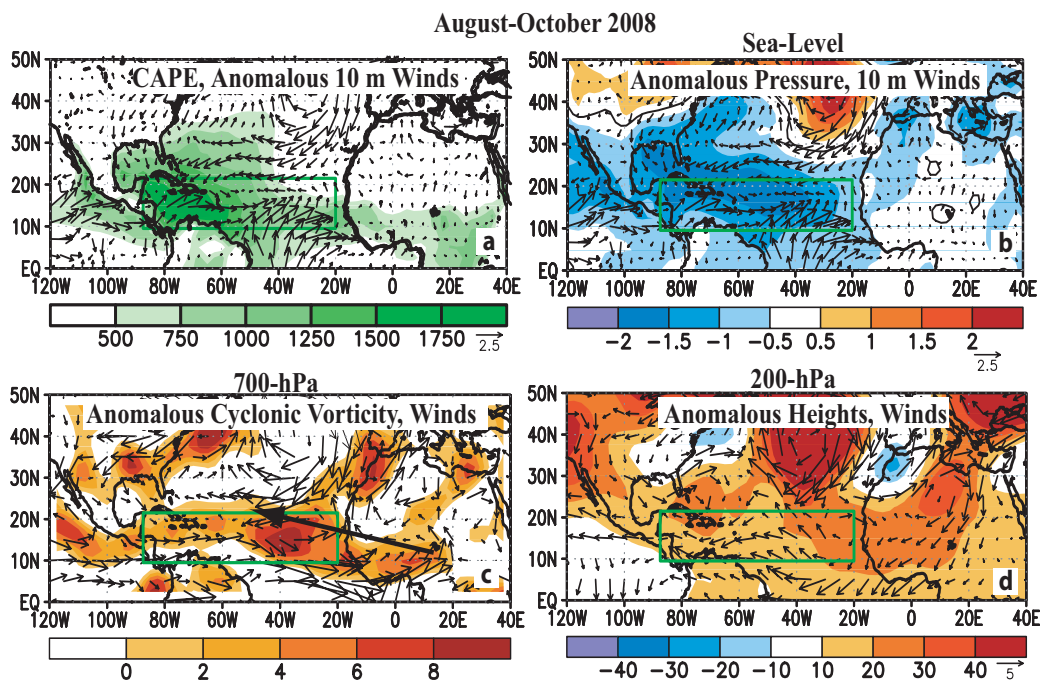 August-October 2008
CAPE, Anomalous 10 m Winds
50N
40N
30N
20N
10N
EQ
a
120W 100W 80W 60W 40W 20W 0 20E 40E
500 750 1000 1250 1500 1750
2.5
Sea-Level
Anomalous Pressure, 10 m Winds
50N
40N
30N
20N
10N
EQ
b
120W 100W 80W 60W 40W 20W 0 20E 40E
-2 -1.5 -1 -0.5 0.5 1 1.5 2
2.5
700-hPa
Anomalous Cyclonic Vorticity, Winds
50N
40N
30N
20N
10N
EQ
c
120W 100W 80W 60W 40W 20W 0 20E 40E
0 2 4 6 8
200-hPa
Anomalous Heights, Winds
50N
40N
30N
20N
10N
EQ
d
120W 100W 80W 60W 40W 20W 0 20E 40E
-40 -30 -20 -10 10 20 30 40
5